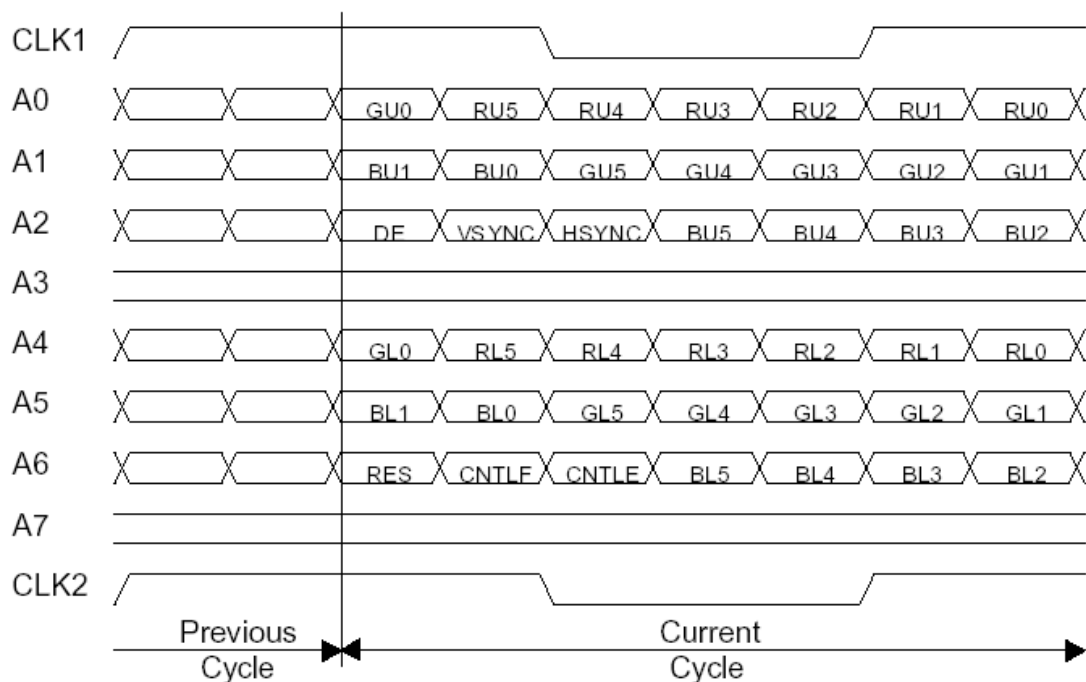 CLK1
A0 GU0 RU5 RU4 RU3 RU2 RU1 RU0
A1 BU1 BU0 GU5 GU4 GU3 GU2 GU1
A2 DE VSYNC HSYNC BU5 BU4 BU3 BU2
A3
A4 GL0 RL5 RL4 RL3 RL2 RL1 RL0
A5 BL1 BL0 GL5 GL4 GL3 GL2 GL1
A6 RES CNTLF CNTLE BL5 BL4 BL3 BL2
A7
CLK2
Previous Current
Cycle Cycle